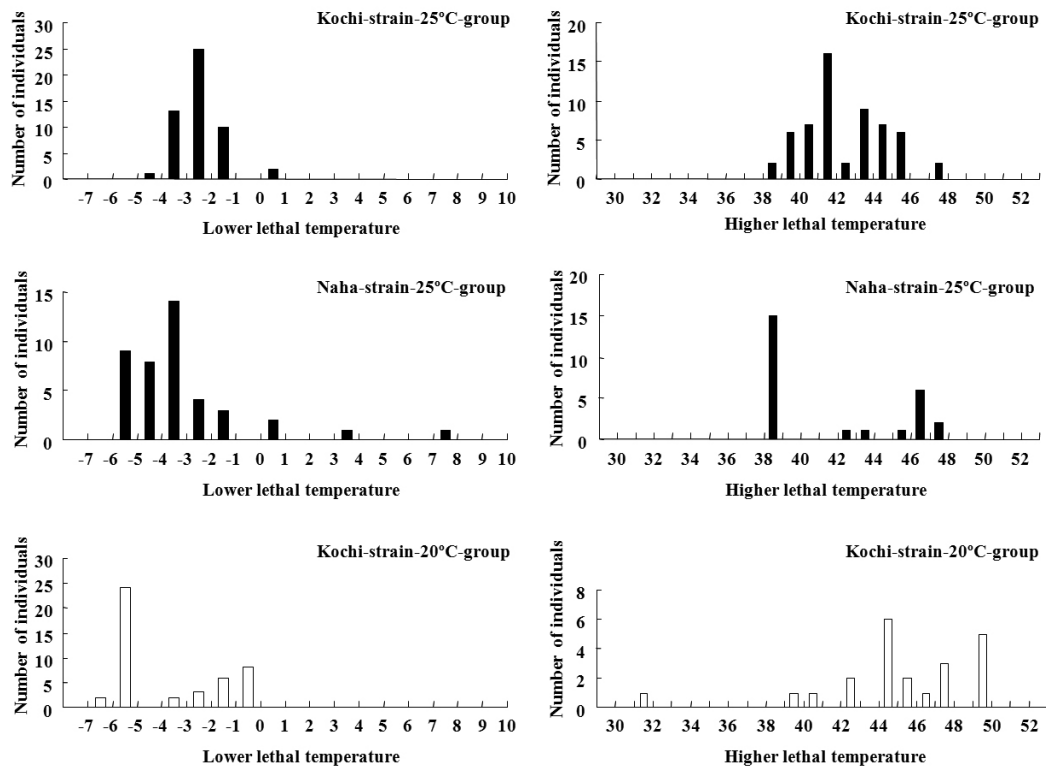 Kochi-strain-25°C-group
Number of individuals
30
25
20
15
10
5
0
-7 -6 -5 -4 -3 -2 -1 0 1 2 3 4 5 6 7 8 9 10
Lower lethal temperature
Kochi-strain-25°C-group
Number of individuals
20
15
10
5
0
30 32 34 36 38 40 42 44 46 48 50 52
Higher lethal temperature
Naha-strain-25°C-group
Number of individuals
15
10
5
0
-7 -6 -5 -4 -3 -2 -1 0 1 2 3 4 5 6 7 8 9 10
Lower lethal temperature
Naha-strain-25°C-group
Number of individuals
20
15
10
5
0
30 32 34 36 38 40 42 44 46 48 50 52
Higher lethal temperature
Kochi-strain-20°C-group
Number of individuals
30
25
20
15
10
5
0
-7 -6 -5 -4 -3 -2 -1 0 1 2 3 4 5 6 7 8 9 10
Lower lethal temperature
Kochi-strain-20°C-group
Number of individuals
8
6
4
2
0
30 32 34 36 38 40 42 44 46 48 50 52
Higher lethal temperature